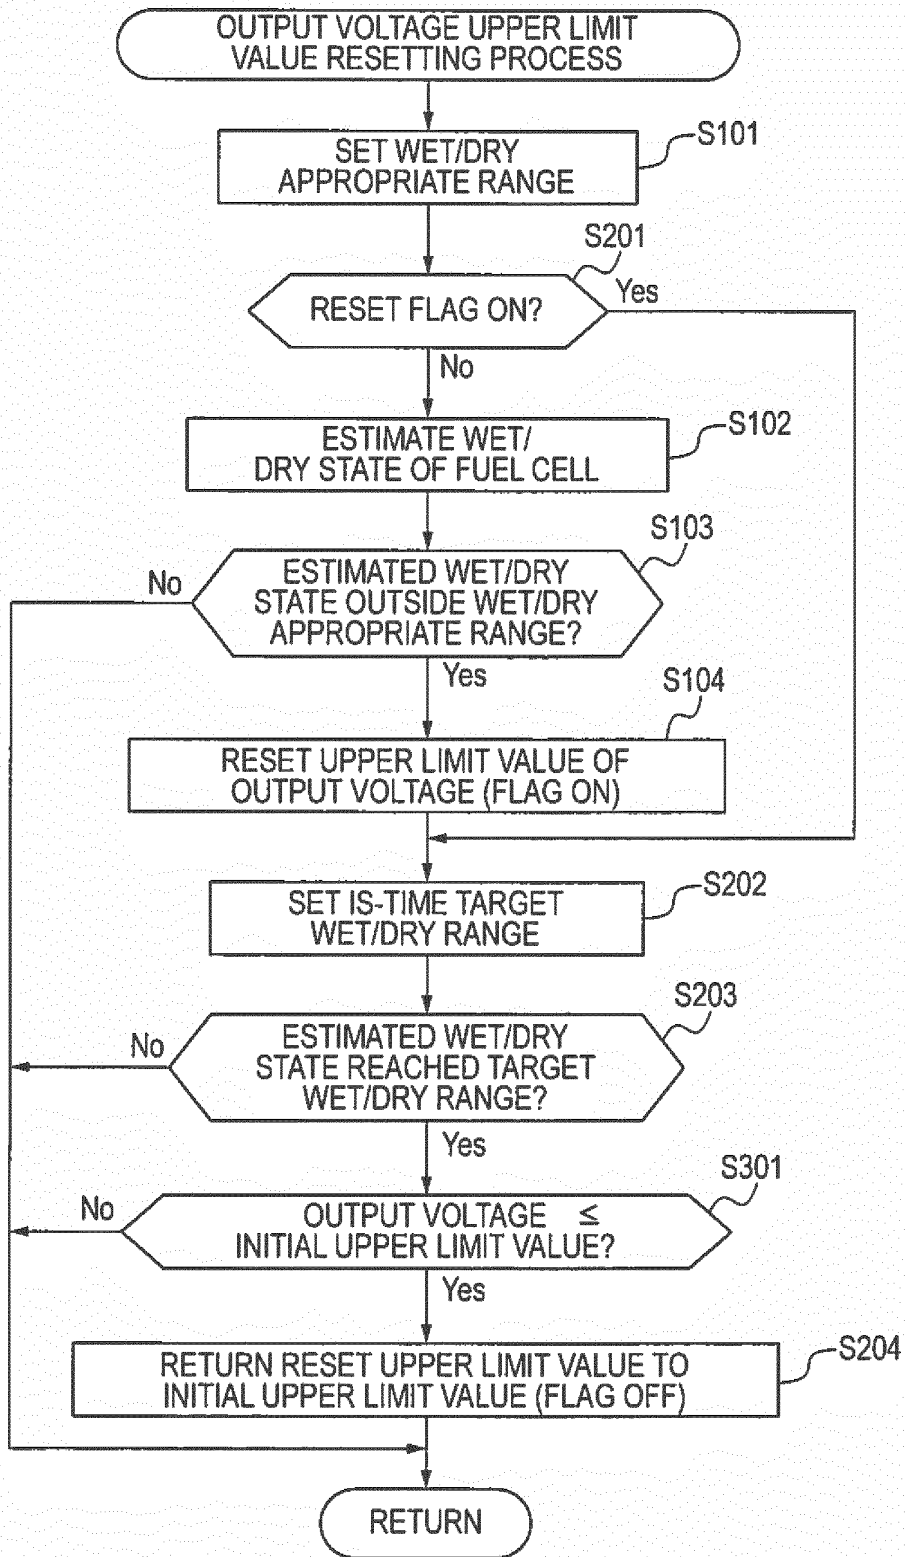 OUTPUT VOLTAGE UPPER LIMIT
VALUE RESETTING PROCESS
S101
SET WET/DRY
APPROPRIATE RANGE
S201
RESET FLAG ON?
Yes
No
S102
ESTIMATE WET/
DRY STATE OF FUEL CELL
S103
No
ESTIMATED WET/DRY
STATE OUTSIDE WET/DRY
APPROPRIATE RANGE?
Yes
S104
RESET UPPER LIMIT VALUE OF
OUTPUT VOLTAGE (FLAG ON)
S202
SET IS-TIME TARGET
WET/DRY RANGE
S203
No
ESTIMATED WET/DRY
STATE REACHED TARGET
WET/DRY RANGE?
Yes
S301
No
OUTPUT VOLTAGE ≤
INITIAL UPPER LIMIT VALUE?
Yes
S204
RETURN RESET UPPER LIMIT VALUE TO
INITIAL UPPER LIMIT VALUE (FLAG OFF)
RETURN